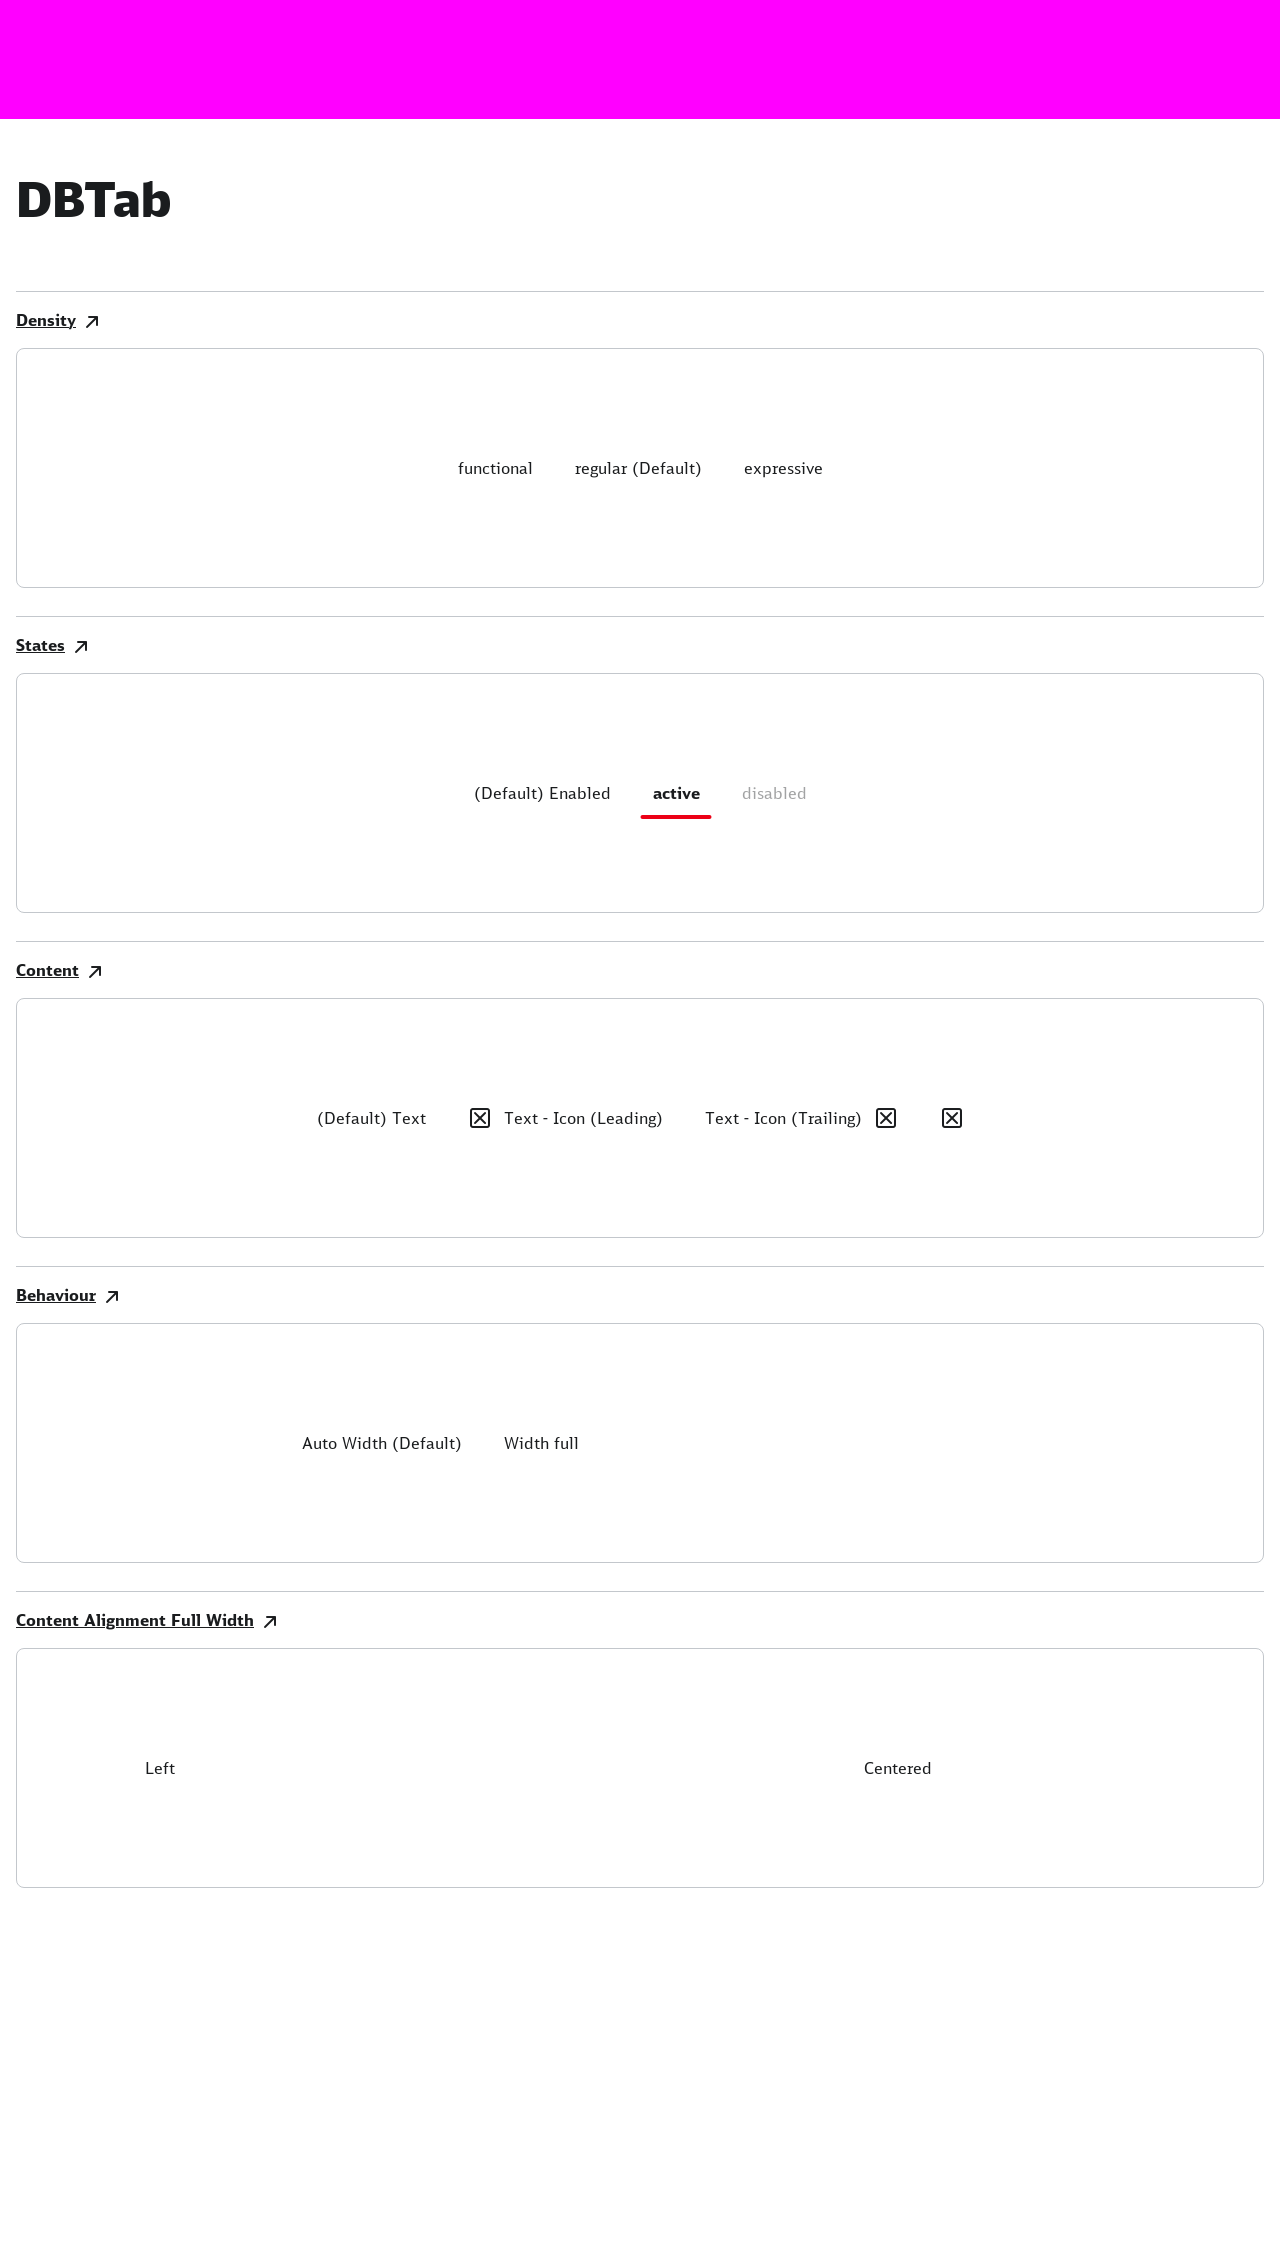 DBTab
Density
functional regular (Default) expressive
States
(Default) Enabled active disabled
Content
(Default) Text Text - Icon (Leading) Text - Icon (Trailing)
Behaviour
Auto Width (Default) Width full
Content Alignment Full Width
Left Centered